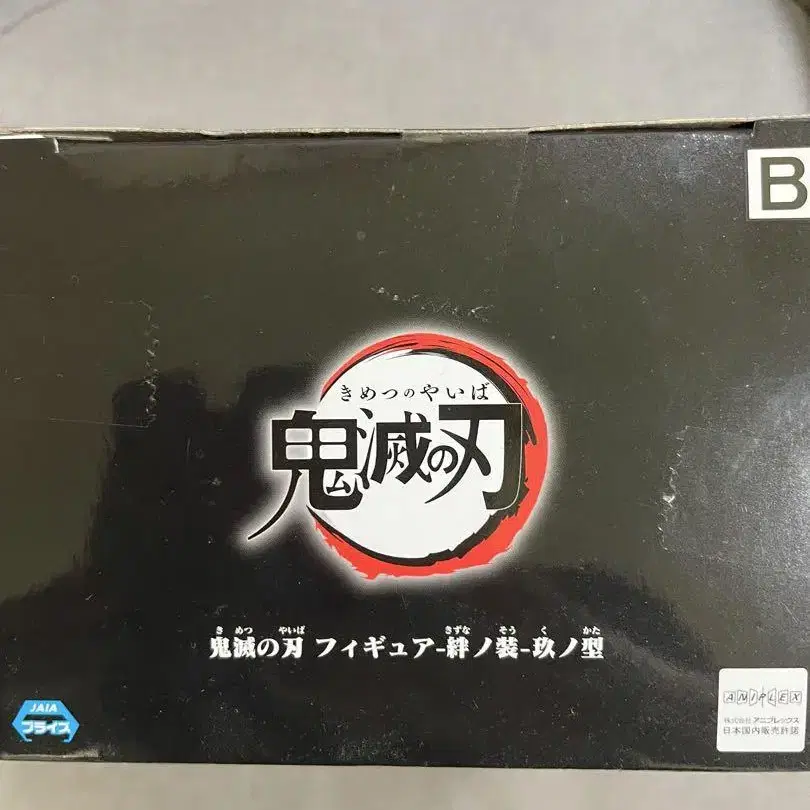 B
きめつのやいば
鬼滅の刃
き めつ やいば きずな そう く かた
鬼滅の刃 フィギュア-絆ノ装-玖ノ型
JAIA
プライズ
ANIPLEX
株式会社 アニプレックス
日本国内販売許諾